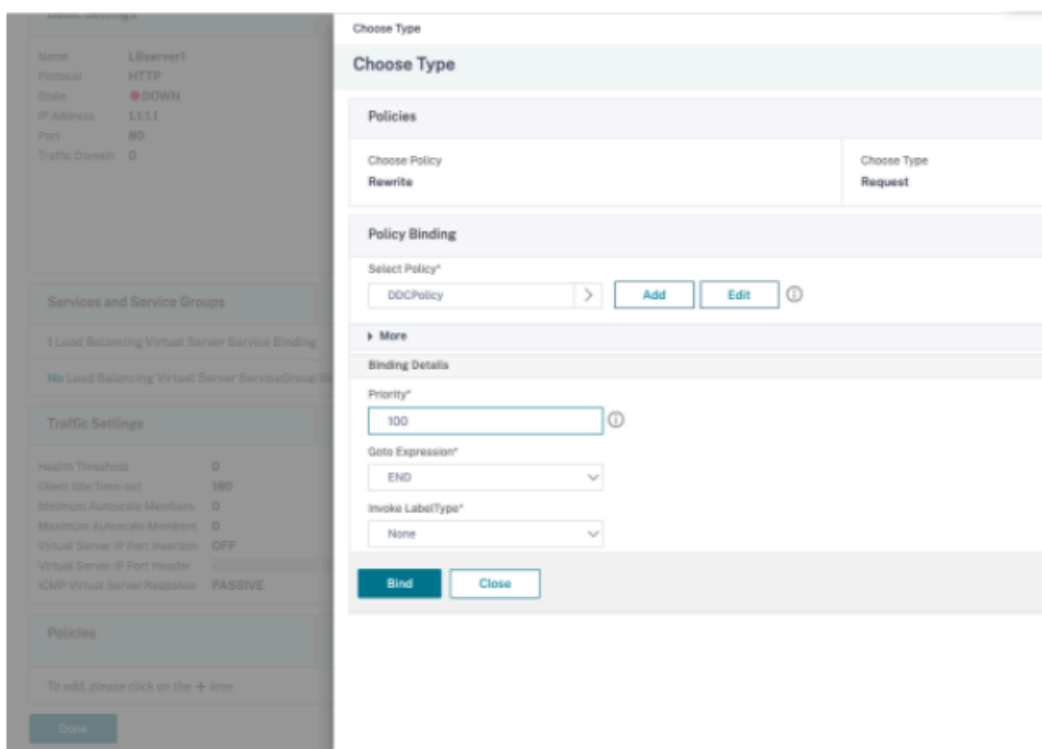 Basic Settings
Name LBserver1
Protocol HTTP
State DOWN
IP Address 1.1.1.1
Port 80
Traffic Domain 0
Services and Service Groups
1 Load Balancing Virtual Server Service Binding
No Load Balancing Virtual Server ServiceGroup
Traffic Settings
Health Threshold 0
Client Idle Time-out 180
Minimum Autoscale Members 0
Maximum Autoscale Members 0
Virtual Server IP Port Insertion OFF
Virtual Server IP Port Header -
ICMP Virtual Server Response PASSIVE
Policies
To add, please click on the + icon
Done
Choose Type
Choose Type
Policies
Choose Policy Choose Type
Rewrite Request
Policy Binding
Select Policy*
DDCPolicy > Add Edit
More
Binding Details
Priority*
100
Goto Expression*
END
Invoke LabelType*
None
Bind Close